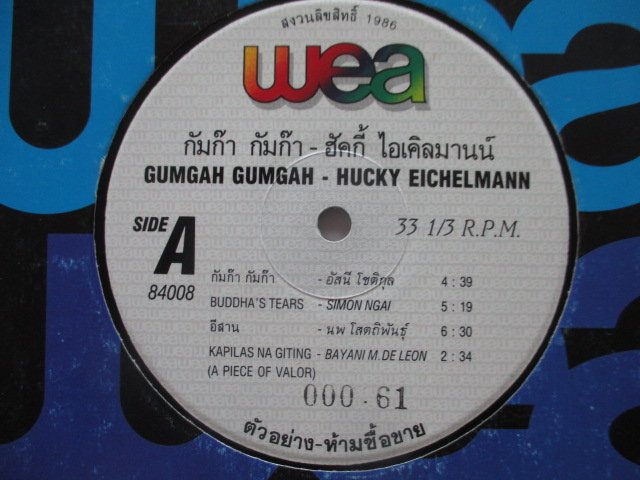 สงวนลิขสิทธิ์ 1986
wea
กัมก๊า กัมก๊า - ฮัคกี้ ไอเคิลมานน์
GUMGAH GUMGAH - HUCKY EICHELMANN
SIDE A 33 1/3 R.P.M.
84008
กัมก๊า กัมก๊า - อัสนี โชติกุล 4 : 39
BUDDHA'S TEARS - SIMON NGAI 5 : 19
อีสาน - นพ โสตถิพันธุ์ 6 : 30
KAPILAS NA GITING - BAYANI M. DE LEON 2 : 34
(A PIECE OF VALOR)
000.61
ตัวอย่าง-ห้ามซื้อขาย